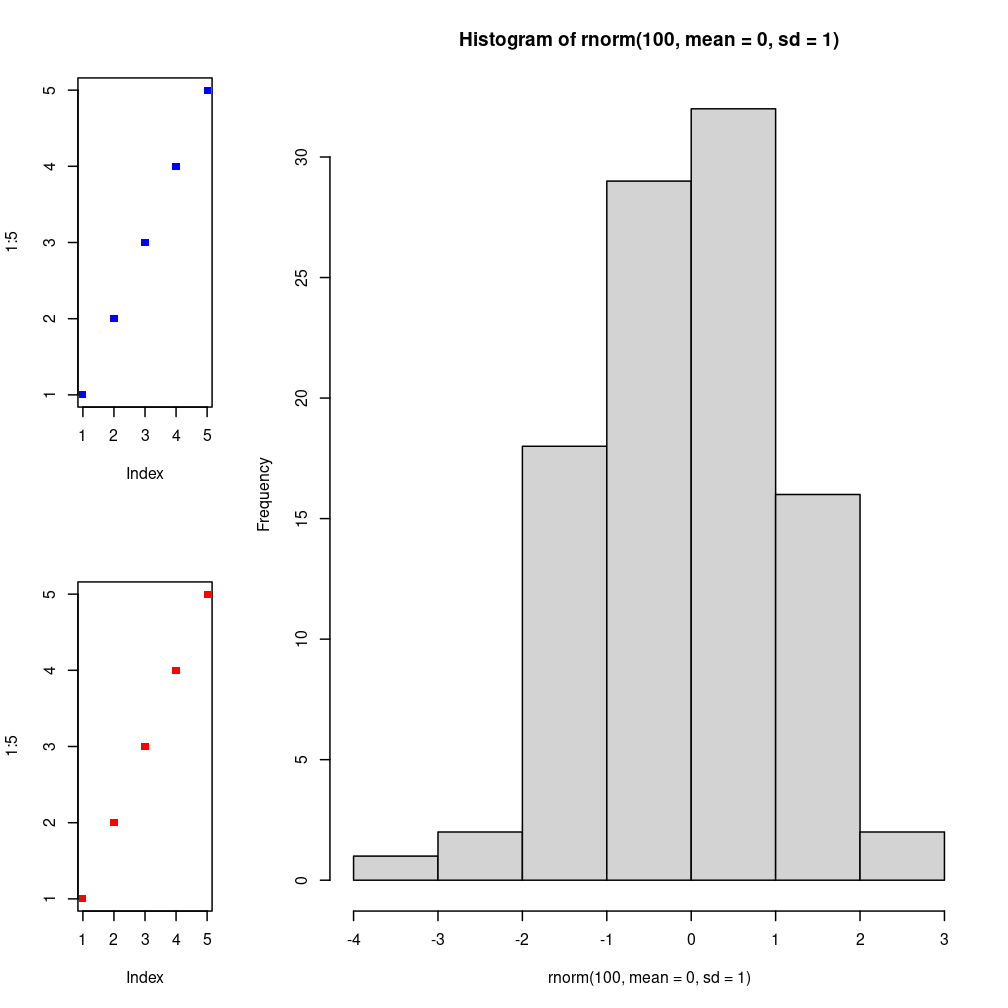 Histogram of rnorm(100, mean = 0, sd = 1)
5
4
3
2
1
1:5
1 2 3 4 5
Index
5
4
3
2
1
1:5
1 2 3 4 5
Index
30
25
20
15
10
5
0
Frequency
-4 -3 -2 -1 0 1 2 3
rnorm(100, mean = 0, sd = 1)